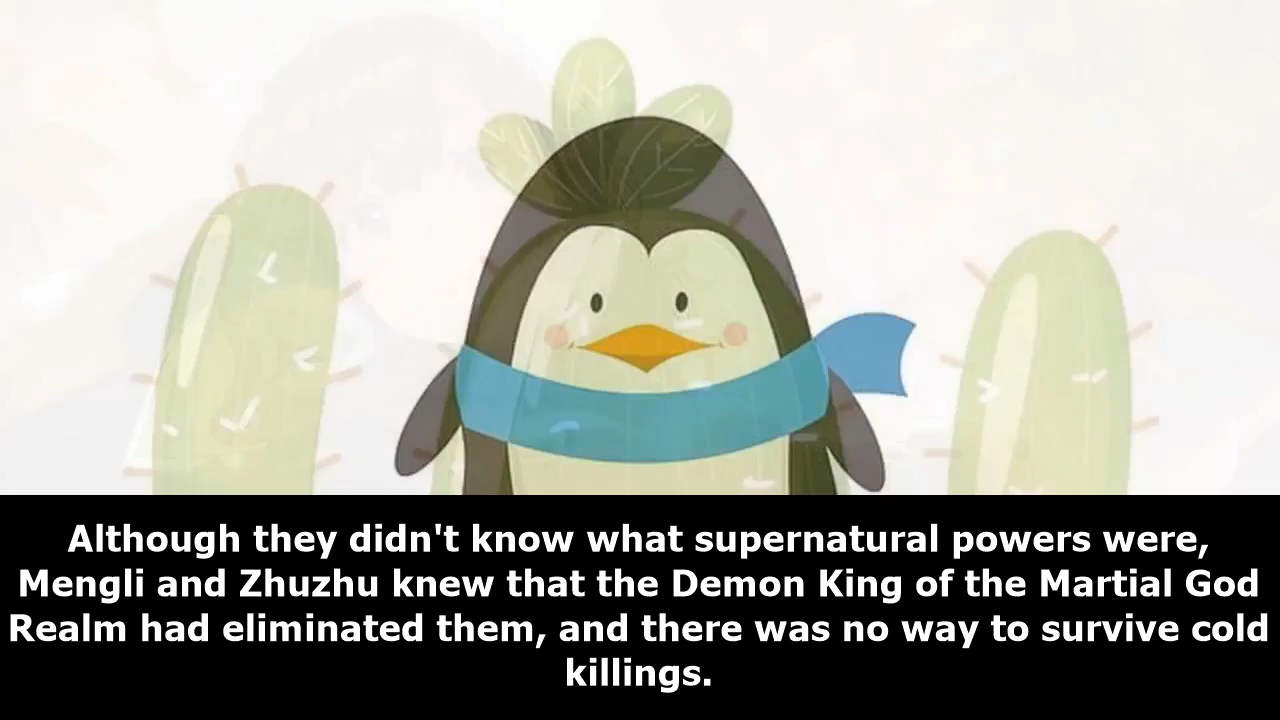 Although they didn't know what supernatural powers were,
Mengli and Zhuzhu knew that the Demon King of the Martial God
Realm had eliminated them, and there was no way to survive cold
killings.